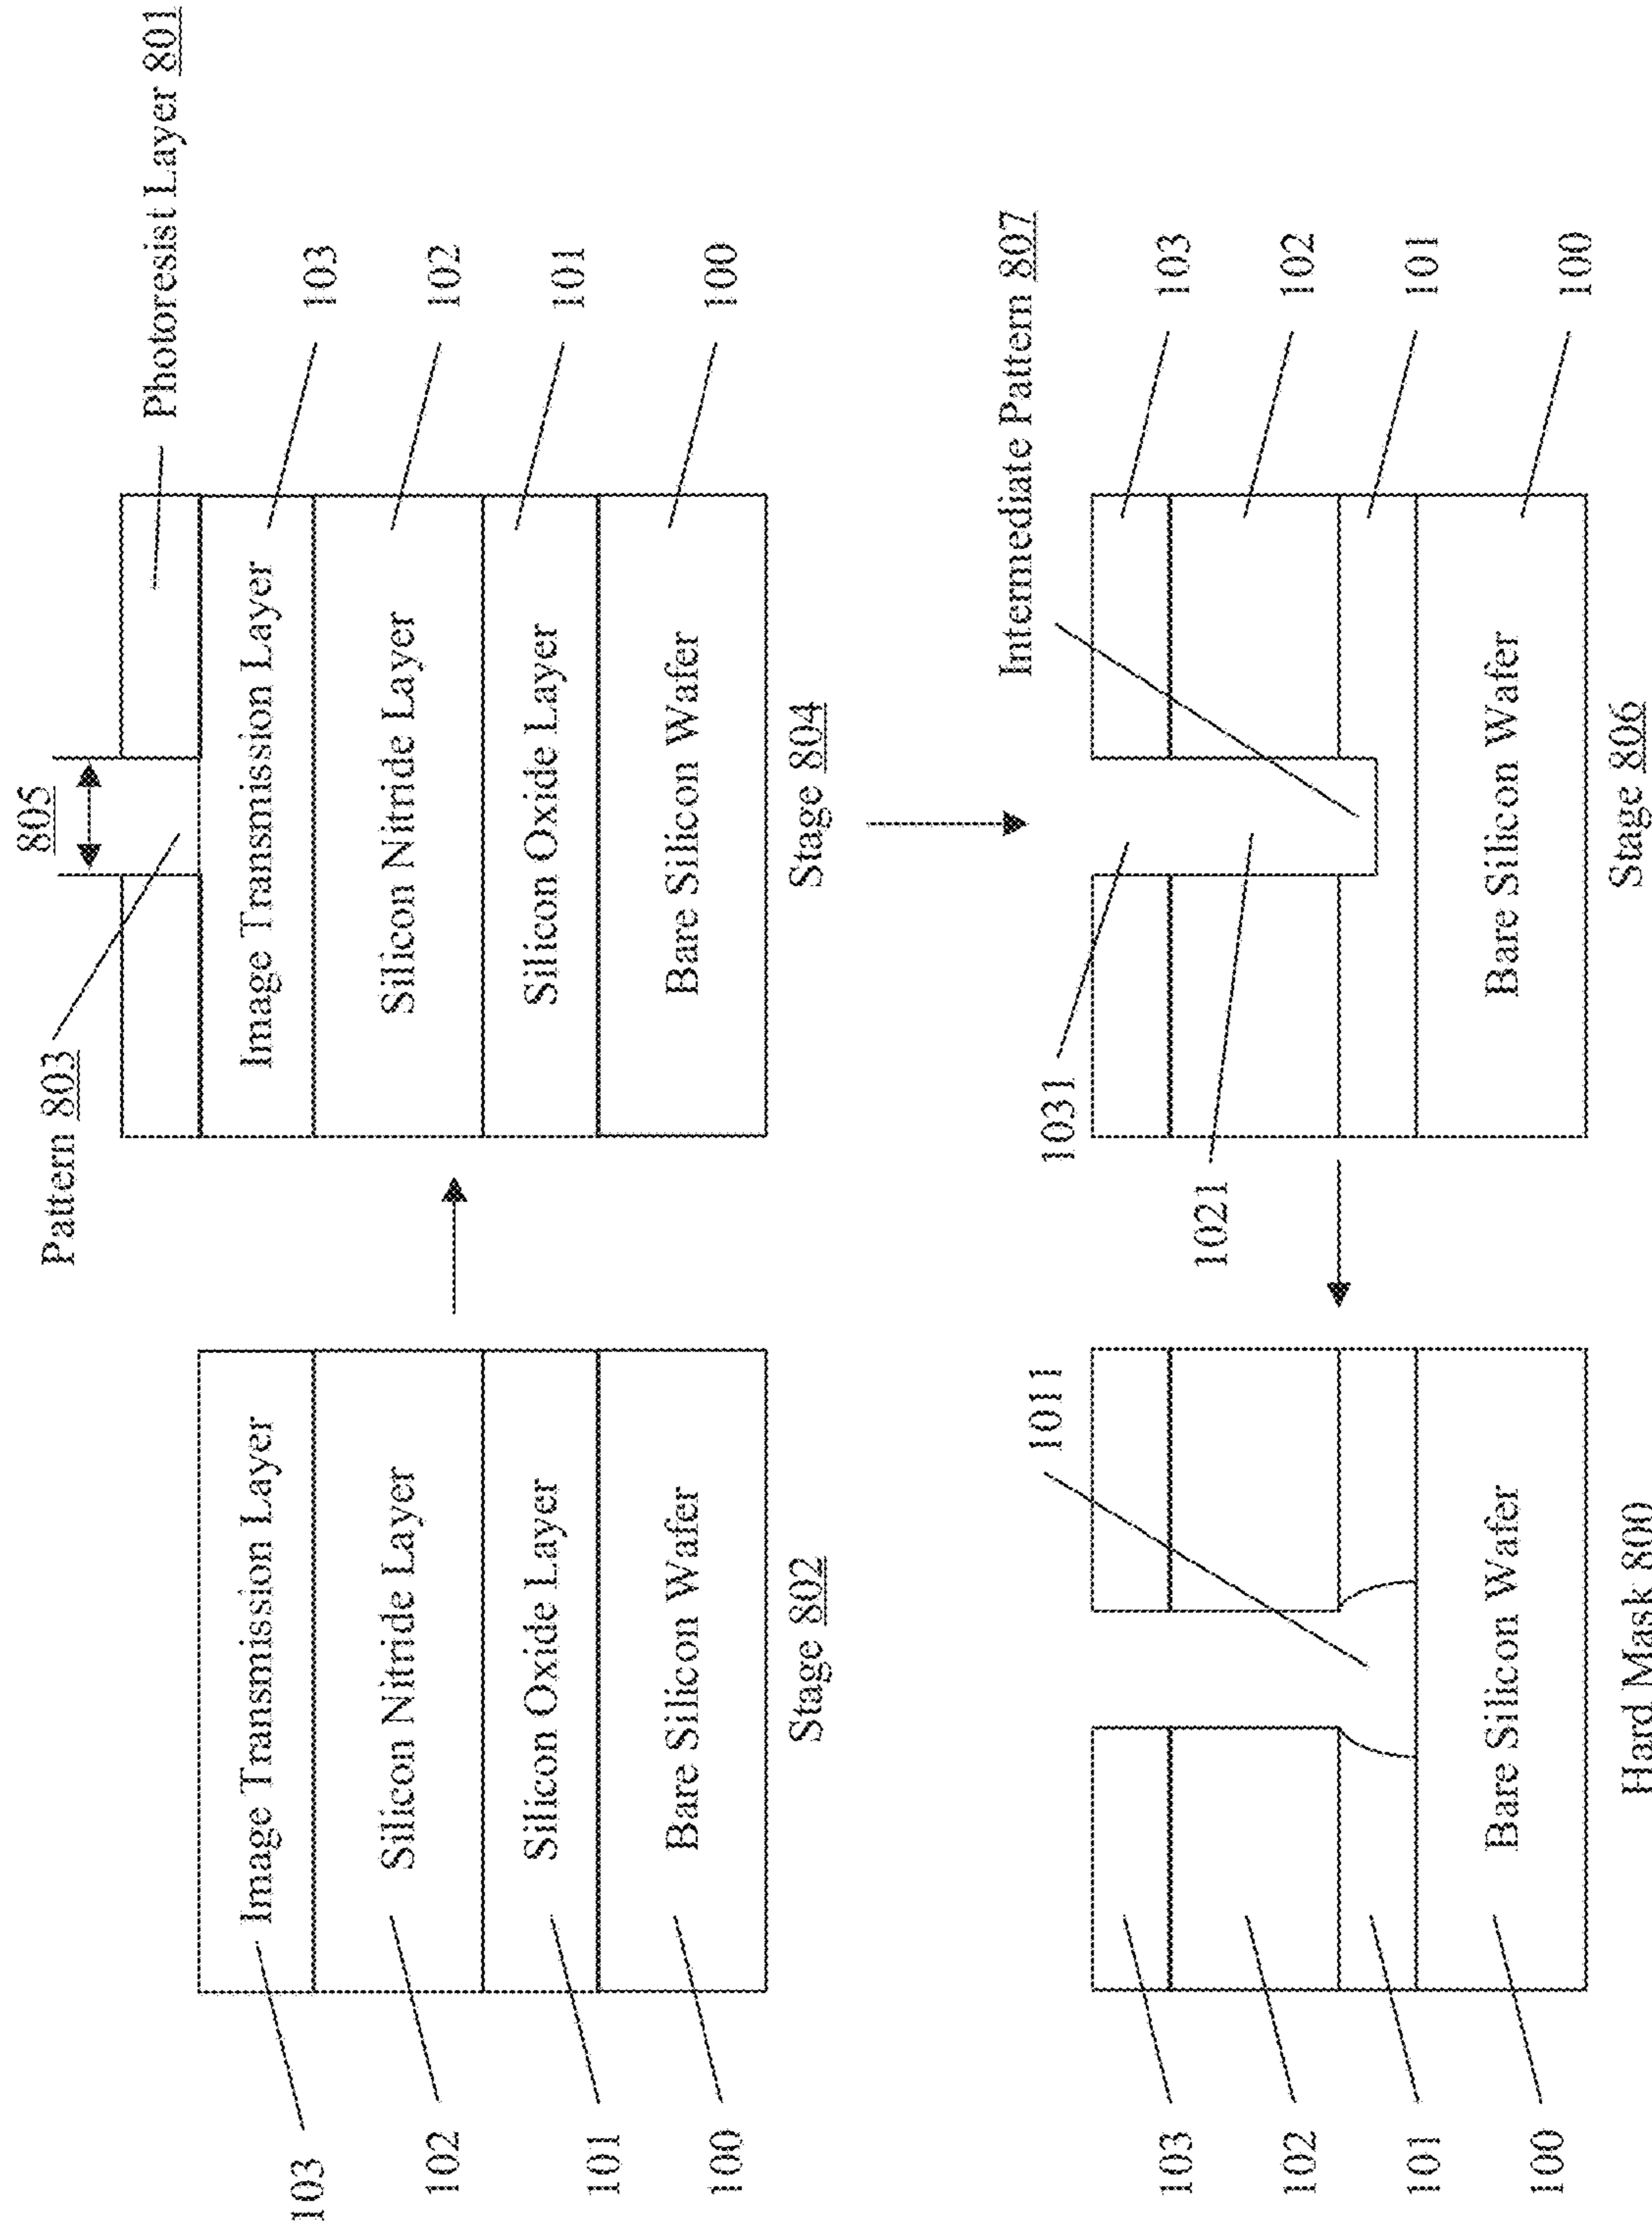 Image Transmission Layer
Silicon Nitride Layer
Silicon Oxide Layer
Bare Silicon Wafer
103
102
101
100
Stage 802
Pattern 803
805
Photoresist Layer 801
Image Transmission Layer
Silicon Nitride Layer
Silicon Oxide Layer
Bare Silicon Wafer
103
102
101
100
Stage 804
1011
103
102
101
100
Bare Silicon Wafer
Hard Mask 800
Intermediate Pattern 807
1031
1021
103
102
101
100
Bare Silicon Wafer
Stage 806